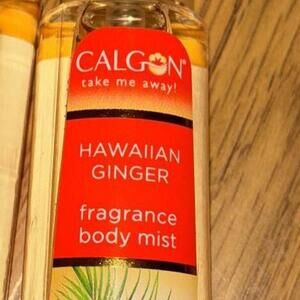 CALGON®
take me away!
HAWAIIAN
GINGER
fragrance
body mist